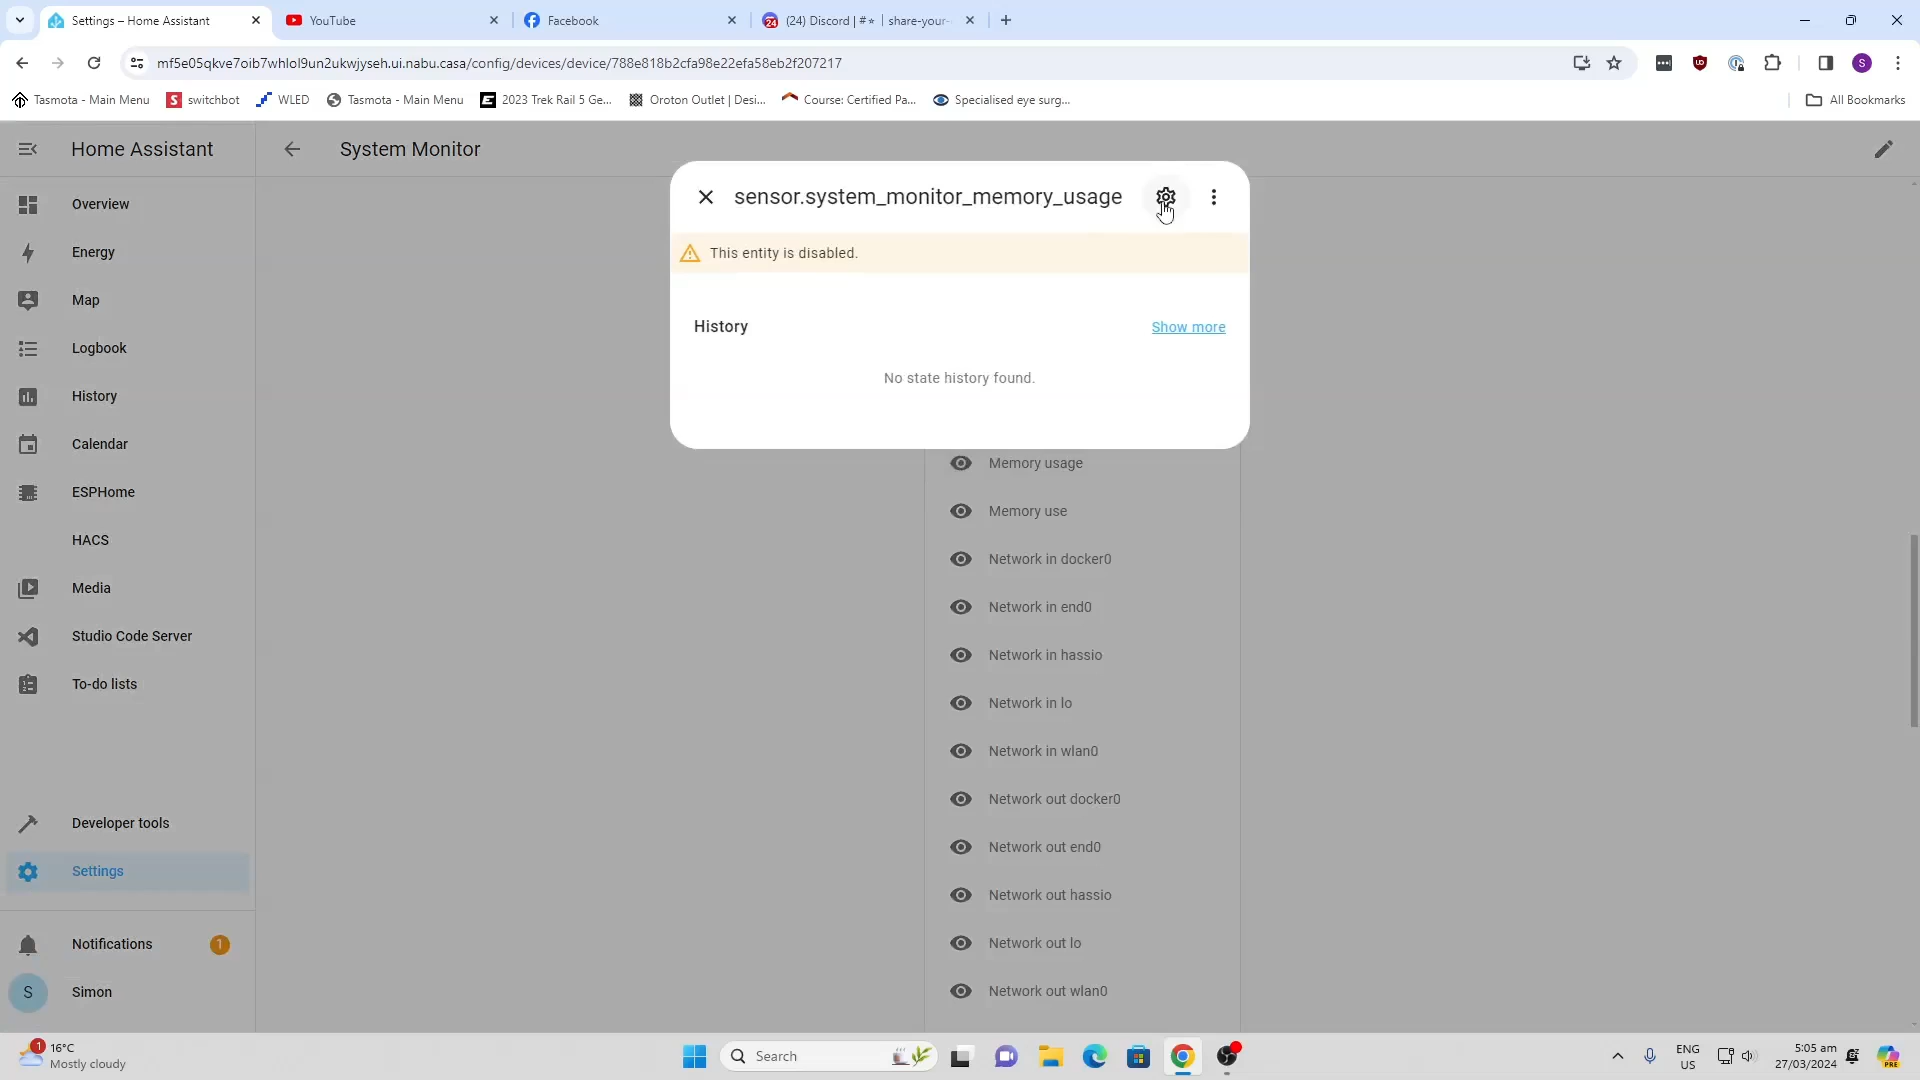 Settings – Home Assistant
YouTube
Facebook
(24) Discord | #⭑ | share-your-
mf5e05qkve7oib7whlol9un2ukwjyseh.ui.nabu.casa/config/devices/device/788e818b2cfa98e22efa58eb2f207217
S
Tasmota - Main Menu
switchbot
WLED
Tasmota - Main Menu
2023 Trek Rail 5 Ge...
Oroton Outlet | Desi...
Course: Certified Pa...
Specialised eye surg...
All Bookmarks
Home Assistant
System Monitor
sensor.system_monitor_memory_usage
This entity is disabled.
History
Show more
No state history found.
Overview
Energy
Map
Logbook
History
Calendar
ESPHome
HACS
Media
Studio Code Server
To-do lists
Developer tools
Settings
Notifications
1
S
Simon
Memory usage
Memory use
Network in docker0
Network in end0
Network in hassio
Network in lo
Network in wlan0
Network out docker0
Network out end0
Network out hassio
Network out lo
Network out wlan0
1
16°C
Mostly cloudy
Search
ENG
US
5:05 am
27/03/2024
PRE